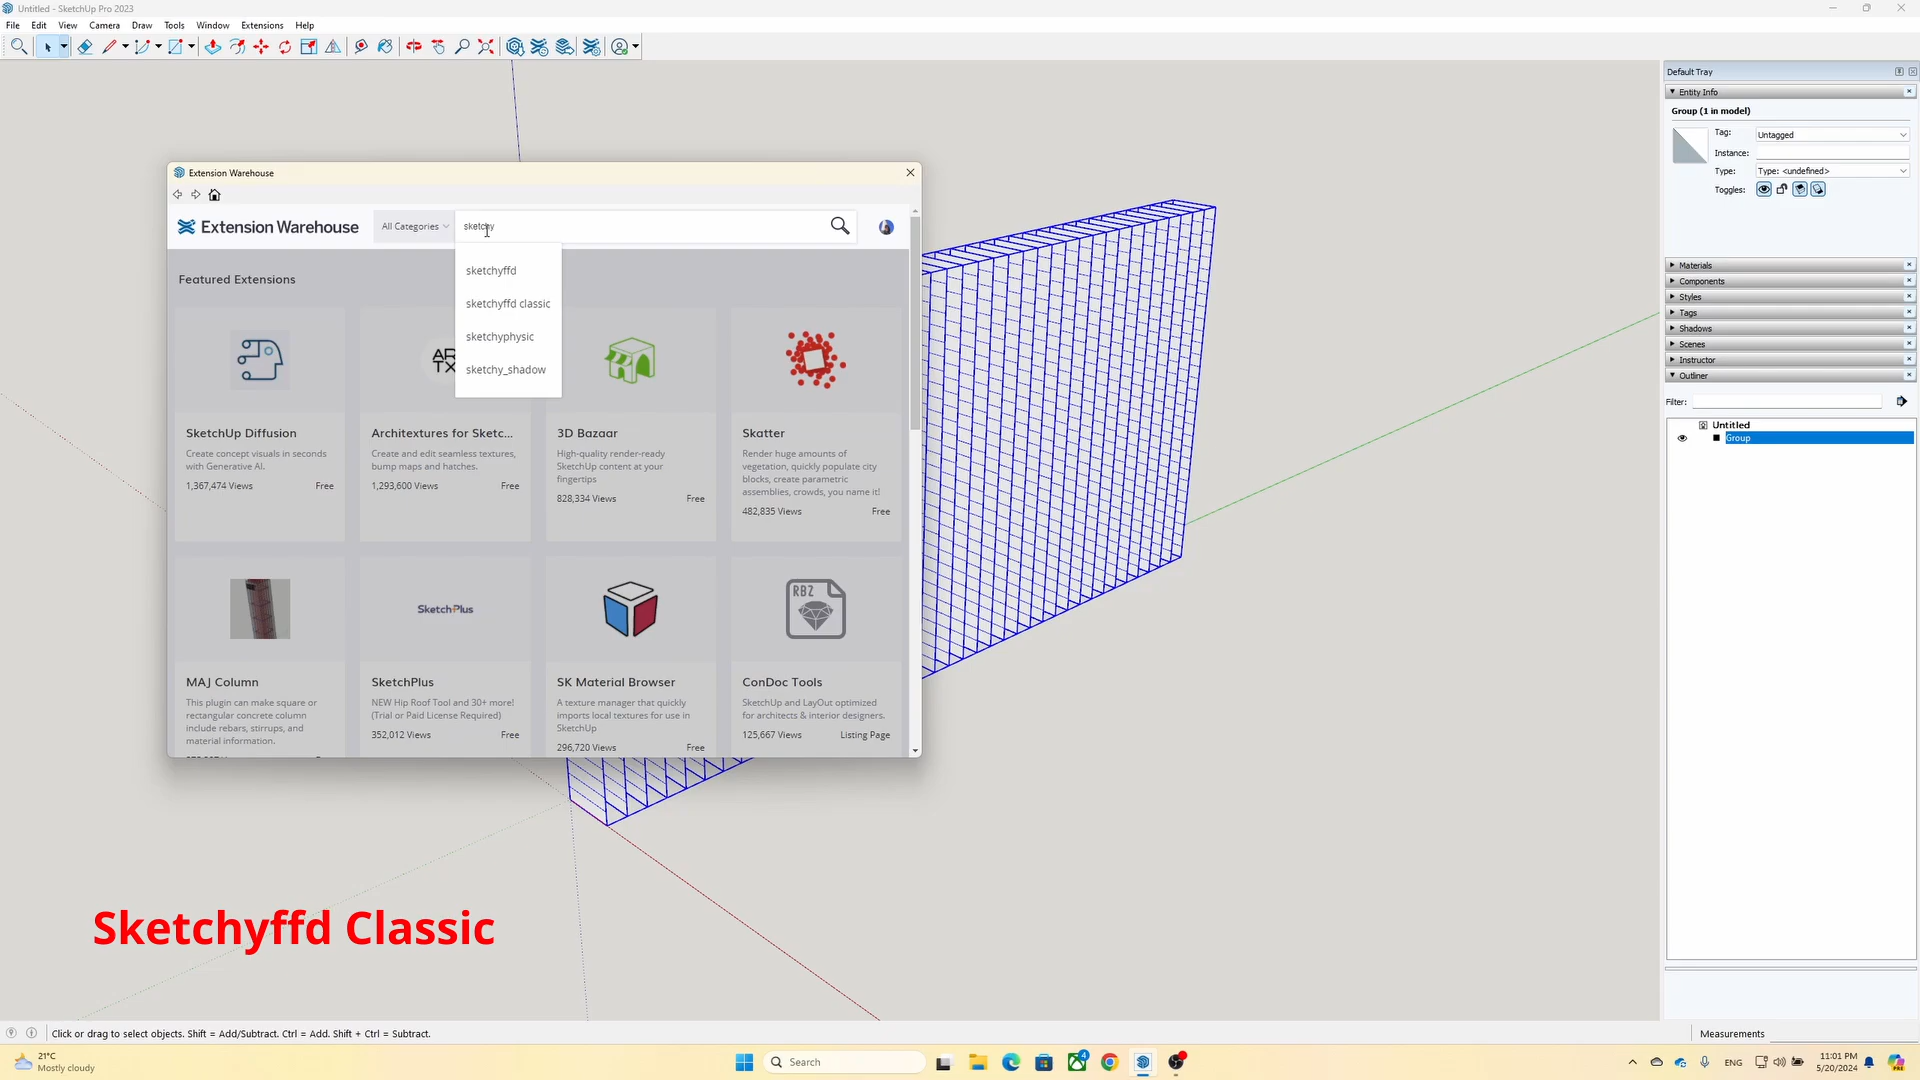 Untitled - SketchUp Pro 2023
File Edit View Camera Draw Tools Window Extensions Help
Extension Warehouse
Extension Warehouse
All Categories
sketchy
sketchyffd
sketchyffd classic
sketchyphysic
sketchy_shadow
Featured Extensions
SketchUp Diffusion
Create concept visuals in seconds
with Generative AI.
1,367,474 Views Free
Architextures for Sketc...
Create and edit seamless textures,
bump maps and hatches.
1,293,600 Views Free
3D Bazaar
High-quality render-ready
SketchUp content at your
fingertips
828,334 Views Free
Skatter
Render huge amounts of
vegetation, quickly populate city
blocks, create parametric
assemblies, crowds, you name it!
482,835 Views Free
MAJ Column
This plugin can make square or
rectangular concrete column
include rebars, stirrups, and
material information.
SketchPlus
SketchPlus
NEW Hip Roof Tool and 30+ more!
(Trial or Paid License Required)
352,012 Views Free
SK Material Browser
A texture manager that quickly
imports local textures for use in
SketchUp
296,720 Views Free
RBZ
ConDoc Tools
SketchUp and LayOut optimized
for architects & interior designers.
125,667 Views Listing Page
Default Tray
Entity Info
Group (1 in model)
Tag: Untagged
Instance:
Type: Type: <undefined>
Toggles:
Materials
Components
Styles
Tags
Shadows
Scenes
Instructor
Outliner
Filter:
Untitled
Group
Sketchyffd Classic
Click or drag to select objects. Shift = Add/Subtract. Ctrl = Add. Shift + Ctrl = Subtract.
Measurements
21°C
Mostly cloudy
Search
4
ENG
11:01 PM
5/20/2024